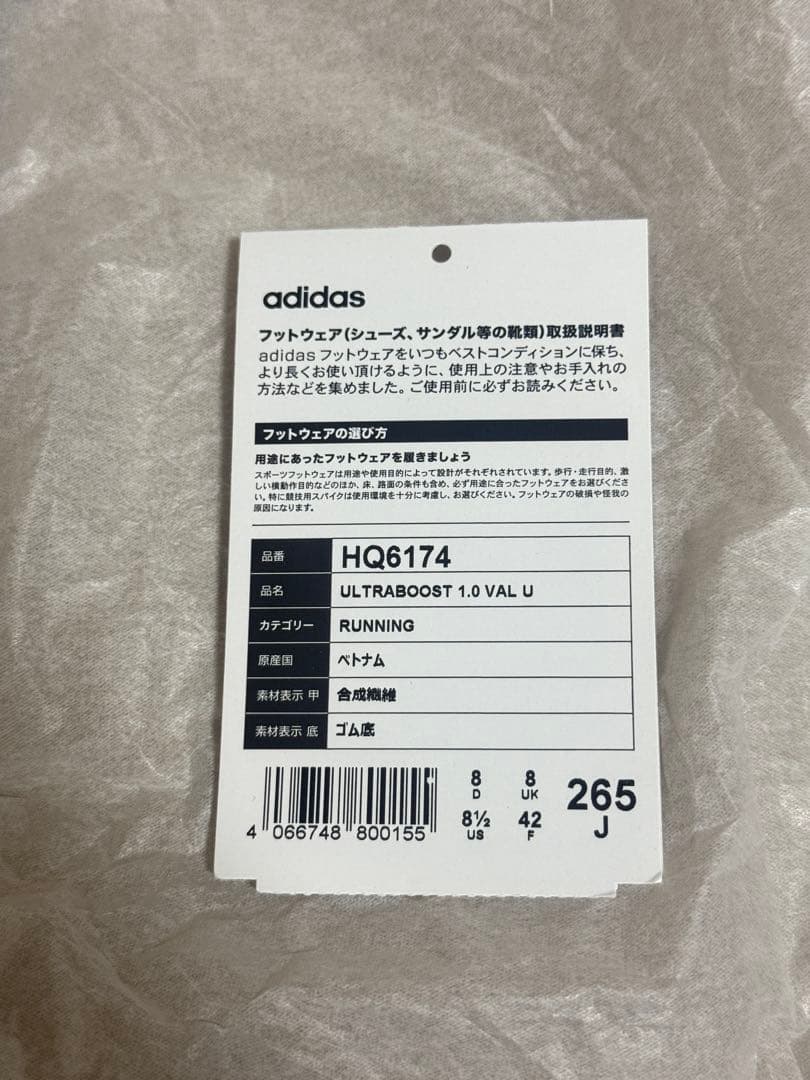 adidas
フットウェア(シューズ、サンダル等の靴類)取扱説明書
adidas フットウェアをいつもベストコンディションに保ち、
より長くお使い頂けるように、使用上の注意やお手入れの
方法などを集めました。ご使用前に必ずお読みください。
フットウェアの選び方
用途にあったフットウェアを履きましょう
スポーツフットウェアは用途や使用目的によって設計がそれぞれされています。歩行・走行目的、激
しい横動作目的などのほか、床、路面の条件も含め、必ず用途に合ったフットウェアをお選びくださ
い。特に競技用スパイクは使用環境を十分に考慮し、お選びください。フットウェアの破損や怪我の
原因になります。
品番 HQ6174
品名 ULTRABOOST 1.0 VAL U
カテゴリー RUNNING
原産国 ベトナム
素材表示 甲 合成繊維
素材表示 底 ゴム底
8 D 8 UK 265 J
8½ US 42 F
4 066748 800155